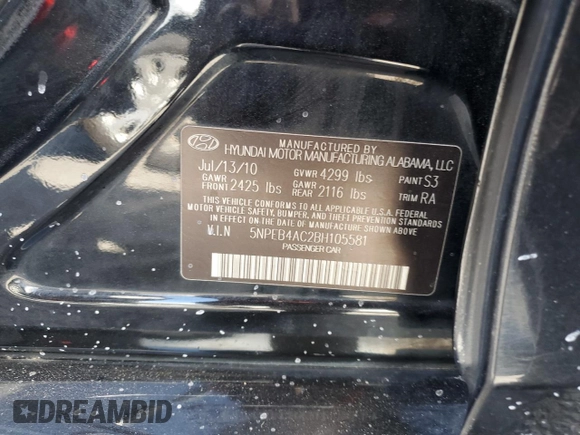 MANUFACTURED BY
HYUNDAI MOTOR MANUFACTURING ALABAMA, LLC
Jul/13/10 GVWR 4299 lbs PAINT S3
GAWR FRONT 2425 lbs GAWR REAR 2116 lbs TRIM RA
THIS VEHICLE CONFORMS TO ALL APPLICABLE U.S.A. FEDERAL
MOTOR VEHICLE SAFETY, BUMPER, AND THEFT PREVENTION STANDARDS
IN EFFECT ON THE DATE OF MANUFACTURE SHOWN ABOVE.
V.I.N 5NPEB4AC2BH105581
PASSENGER CAR
DREAMBID